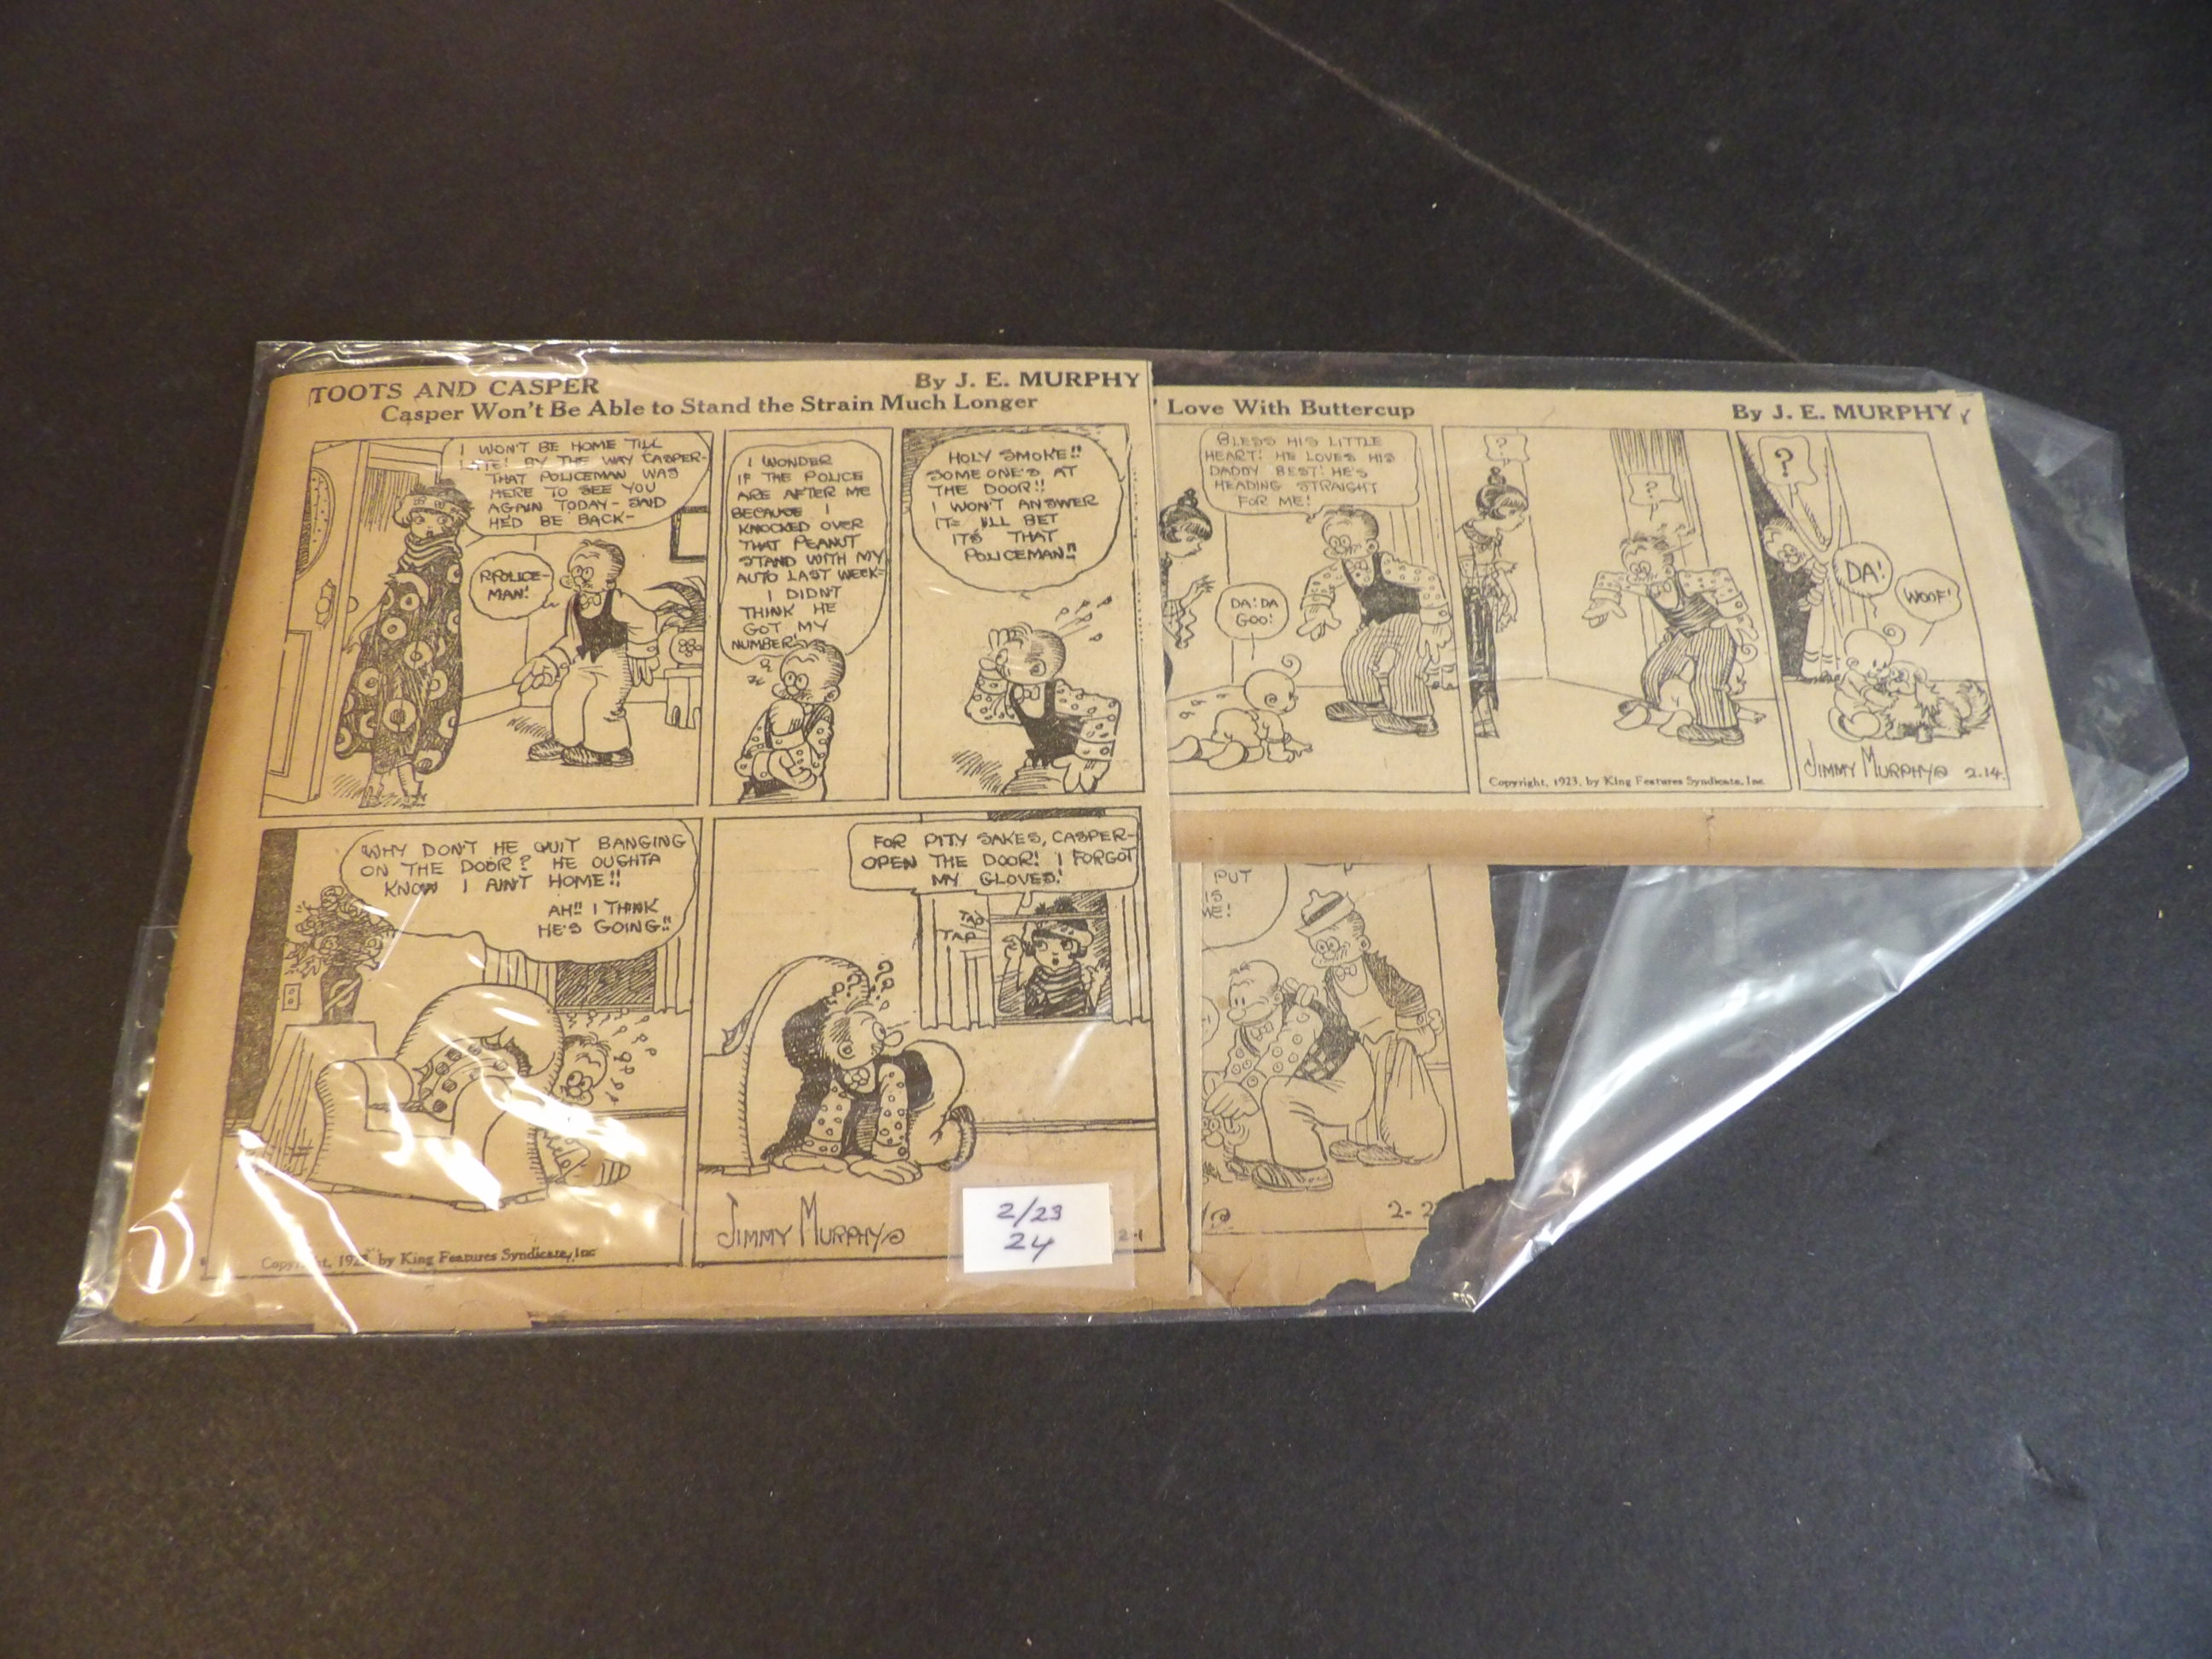 TOOTS AND CASPER
By J. E. MURPHY
Casper Won't Be Able to Stand the Strain Much Longer
I WON'T BE HOME TILL
LATE! BY THE WAY CASPER-
THAT POLICEMAN WAS
HERE TO SEE YOU
AGAIN TODAY - SAID
HE'D BE BACK-
P.POLICE-
MAN!
I WONDER
IF THE POLICE
ARE AFTER ME
BECAUSE I
KNOCKED OVER
THAT PEANUT
STAND WITH MY
AUTO LAST WEEK-
I DIDN'T
THINK HE
GOT MY
NUMBER!
HOLY SMOKE!!
SOMEONE'S AT
THE DOOR!!
I WON'T ANSWER
IT- I'LL BET
IT'S THAT
POLICEMAN!!
WHY DON'T HE QUIT BANGING
ON THE DOOR? HE OUGHTA
KNOW I AIN'T HOME!!
AH!! I THINK
HE'S GOING!!
Copyright, 192, by King Features Syndicate, Inc
FOR PITY SAKES, CASPER-
OPEN THE DOOR! I FORGOT
MY GLOVES!
TAP
TAP
JIMMY MURPHY
2-1
2/23
24
Love With Buttercup
By J. E. MURPHY
BLESS HIS LITTLE
HEART! HE LOVES HIS
DADDY BEST! HE'S
HEADING STRAIGHT
FOR ME!
DA! DA
GOO!
?
?
?
DA!
WOOF!
Copyright, 1923, by King Features Syndicate, Inc.
JIMMY MURPHY 2.14.
PUT
IS
WE!
2-2